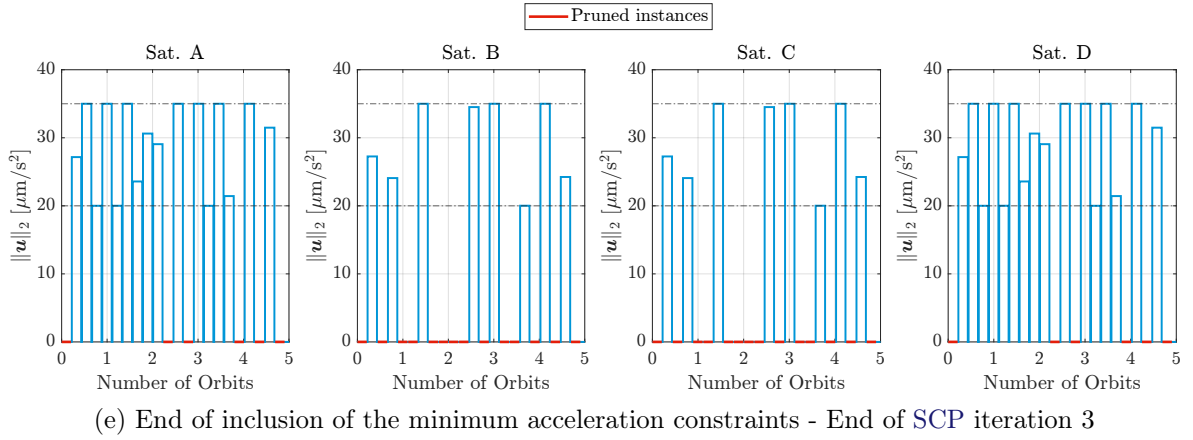 Pruned instances
Sat. A
Sat. B
Sat. C
Sat. D
40
30
20
10
0
‖u‖₂ [μm/s²]
0 1 2 3 4 5
Number of Orbits
40
30
20
10
0
‖u‖₂ [μm/s²]
0 1 2 3 4 5
Number of Orbits
40
30
20
10
0
‖u‖₂ [μm/s²]
0 1 2 3 4 5
Number of Orbits
40
30
20
10
0
‖u‖₂ [μm/s²]
0 1 2 3 4 5
Number of Orbits
(e) End of inclusion of the minimum acceleration constraints - End of SCP iteration 3